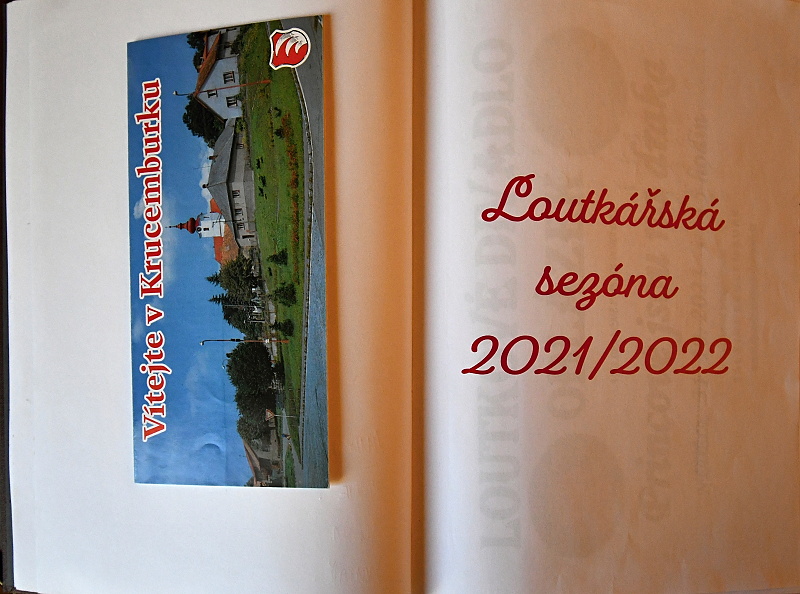 Vítejte v Krucemburku
Loutkářská
sezóna
2021/2022